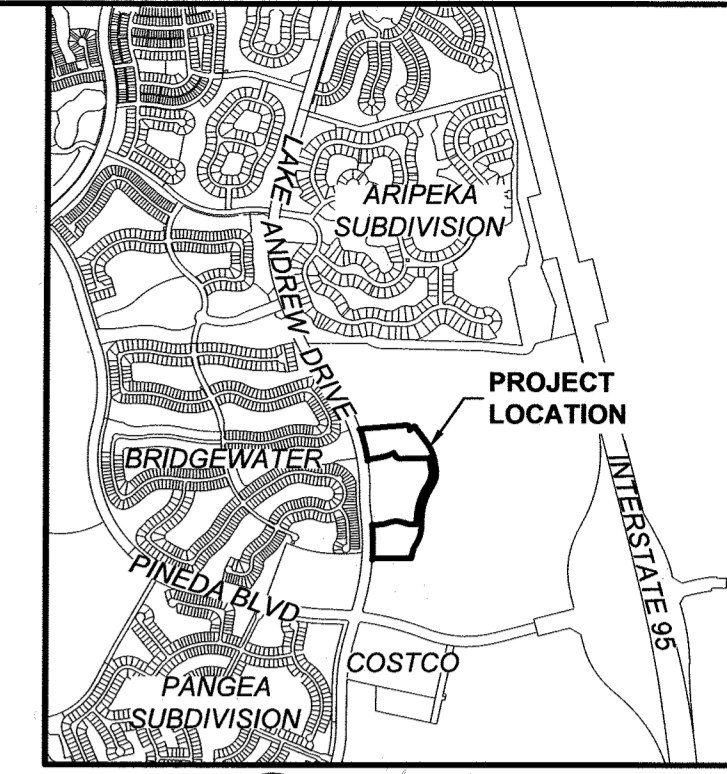 LAKE ANDREW DRIVE
ARIPEKA
SUBDIVISION
PROJECT
LOCATION
BRIDGEWATER
INTERSTATE 95
PINEDA BLVD
COSTCO
PANGEA
SUBDIVISION